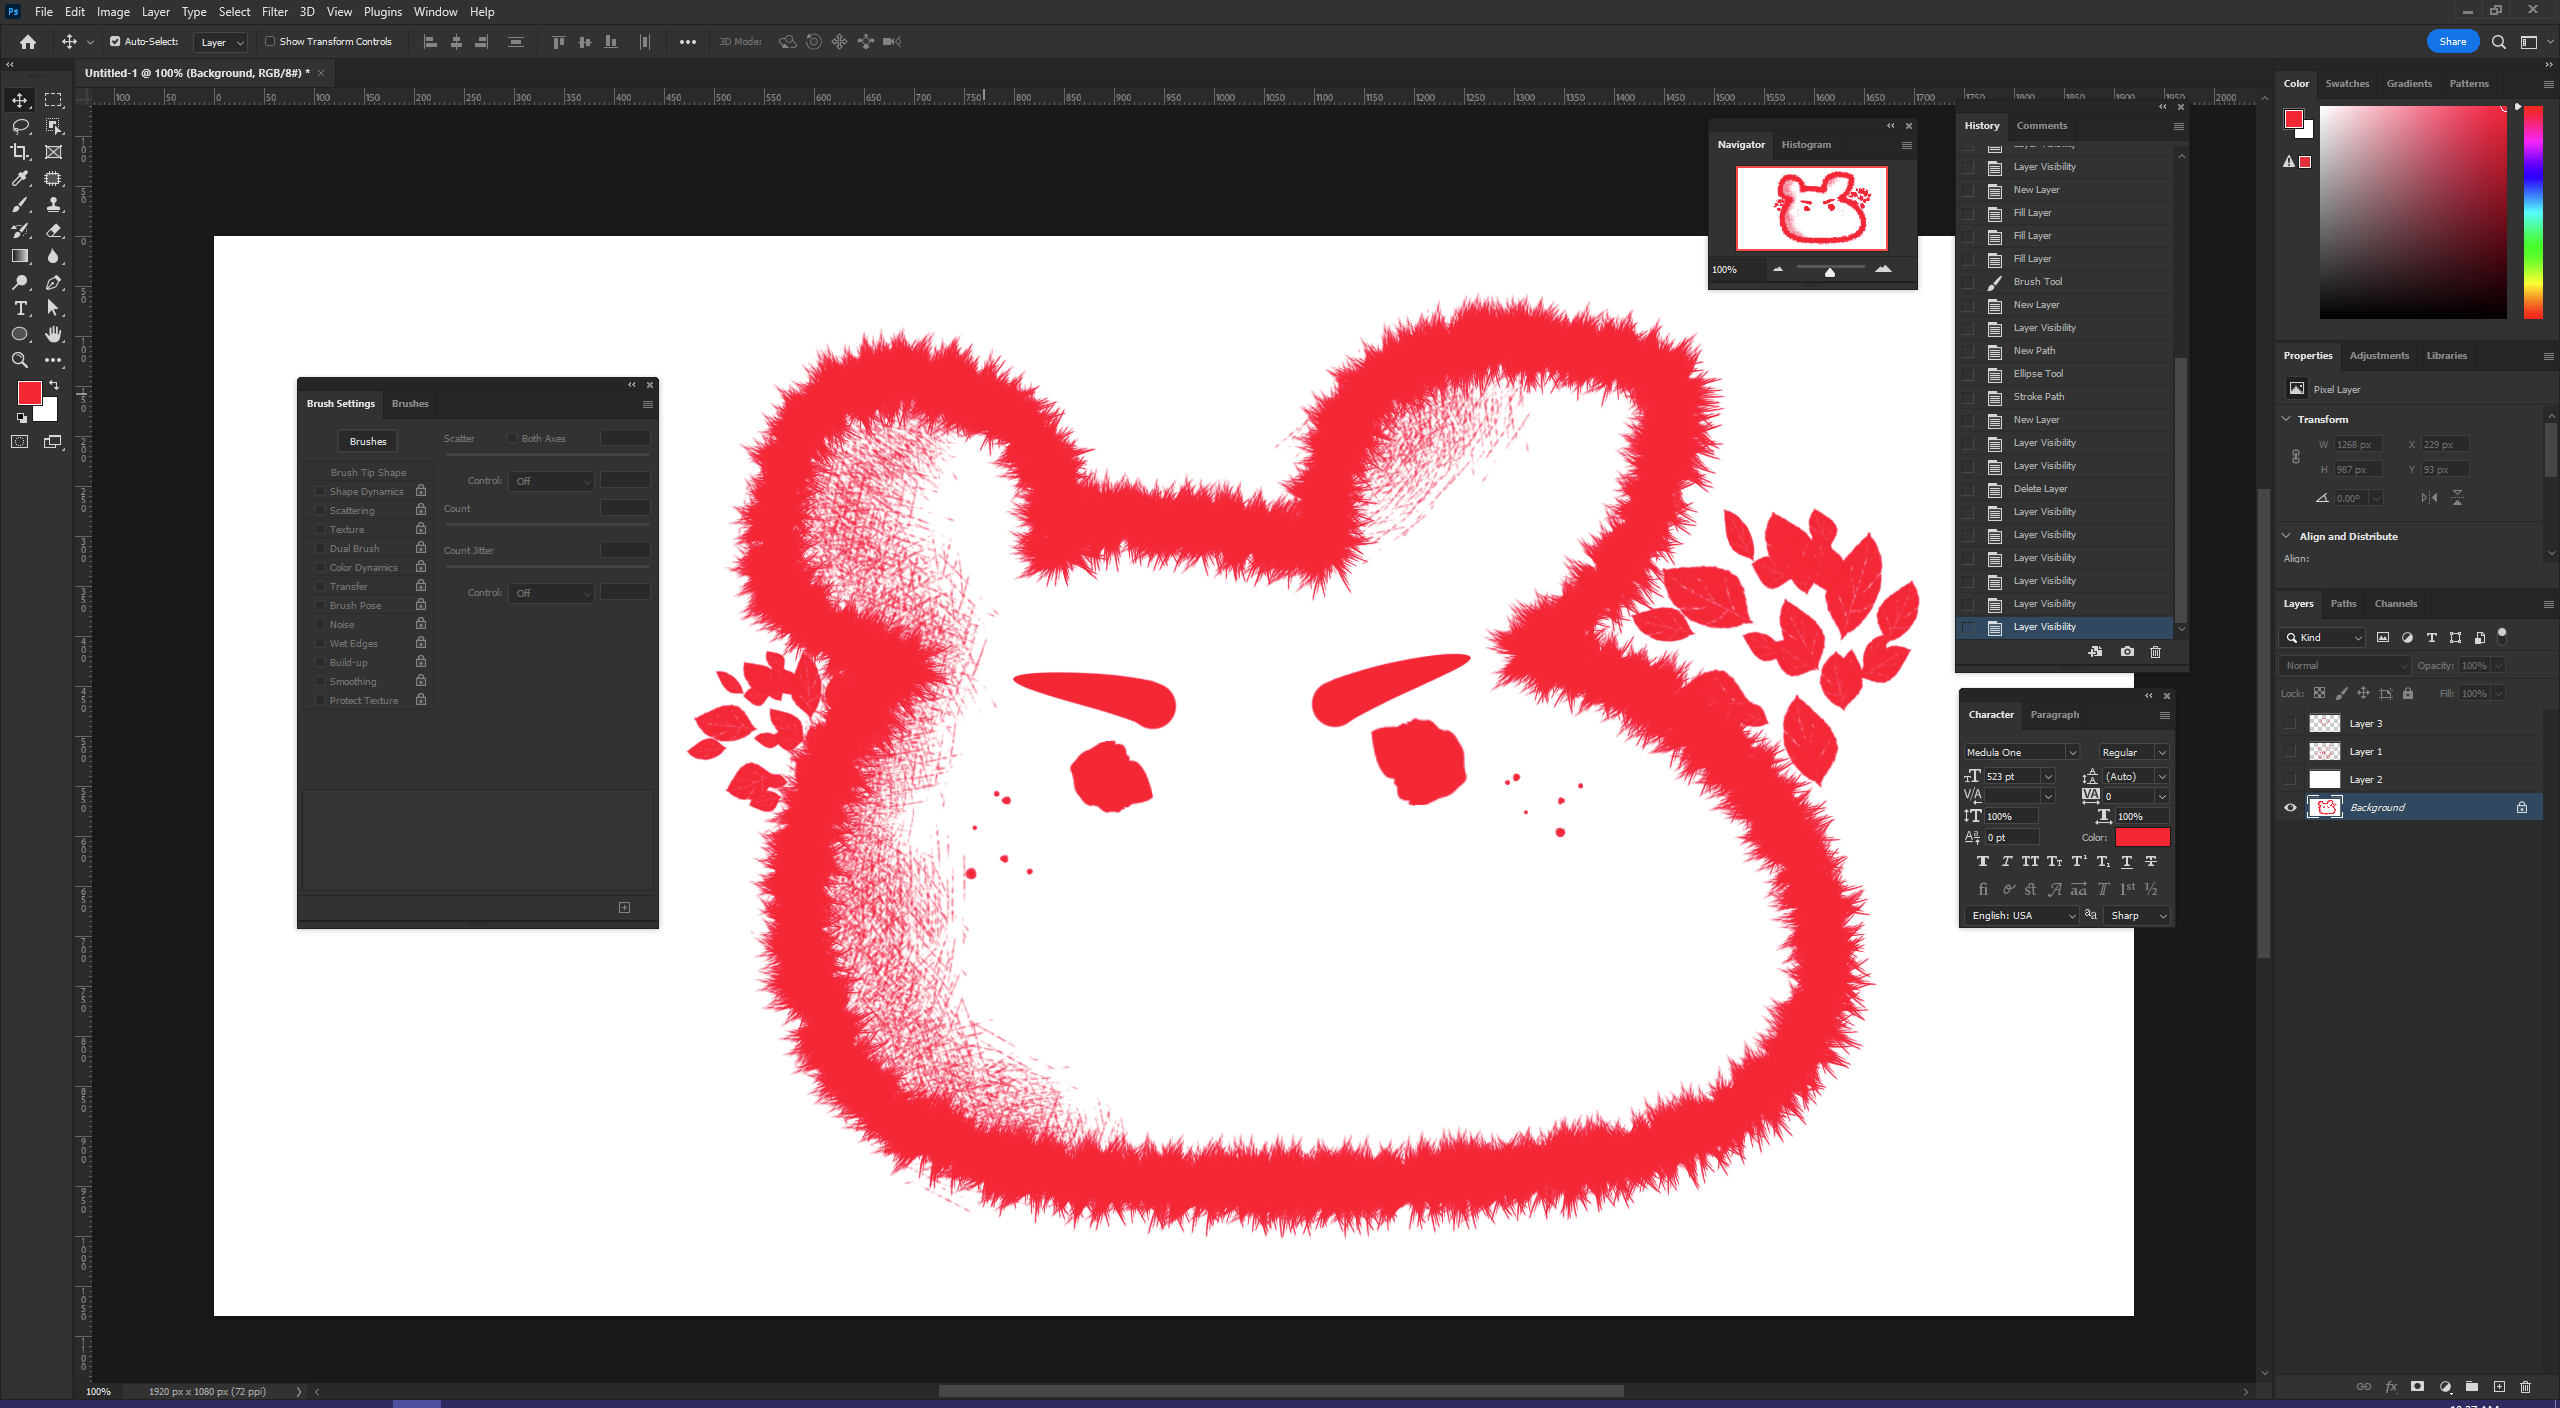 Ps File Edit Image Layer Type Select Filter 3D View Plugins Window Help
Auto-Select: Layer Show Transform Controls 3D Mode: Share
Untitled-1 @ 100% (Background, RGB/8#) *
100 50 0 50 100 150 200 250 300 350 400 450 500 550 600 650 700 750 800 850 900 950 1000 1050 1100 1150 1200 1250 1300 1350 1400 1450 1500 1550 1600 1650 1700 1750 1800 1850 1900 1950 2000
Brush Settings Brushes
Brushes
Brush Tip Shape
Shape Dynamics
Scattering
Texture
Dual Brush
Color Dynamics
Transfer
Brush Pose
Noise
Wet Edges
Build-up
Smoothing
Protect Texture
Scatter Both Axes
Control: Off
Count
Count Jitter
Control: Off
Navigator Histogram
100%
History Comments
Layer Visibility
New Layer
Fill Layer
Fill Layer
Fill Layer
Brush Tool
New Layer
Layer Visibility
New Path
Ellipse Tool
Stroke Path
New Layer
Layer Visibility
Layer Visibility
Delete Layer
Layer Visibility
Layer Visibility
Layer Visibility
Layer Visibility
Layer Visibility
Layer Visibility
Character Paragraph
Medula One Regular
523 pt (Auto)
0
100% 100%
0 pt Color:
English: USA Sharp
Color Swatches Gradients Patterns
Properties Adjustments Libraries
Pixel Layer
Transform
W 1268 px X 229 px
H 987 px Y 93 px
0.00°
Align and Distribute
Align:
Layers Paths Channels
Kind
Normal Opacity: 100%
Lock: Fill: 100%
Layer 3
Layer 1
Layer 2
Background
100% 1920 px x 1080 px (72 ppi)